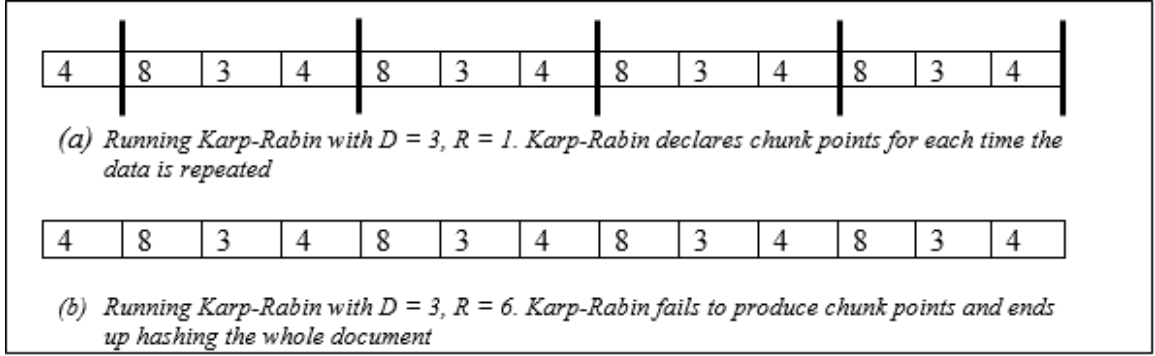 4 8 3 4 8 3 4 8 3 4 8 3 4
(a) Running Karp-Rabin with D = 3, R = 1. Karp-Rabin declares chunk points for each time the
data is repeated
4 8 3 4 8 3 4 8 3 4 8 3 4
(b) Running Karp-Rabin with D = 3, R = 6. Karp-Rabin fails to produce chunk points and ends
up hashing the whole document